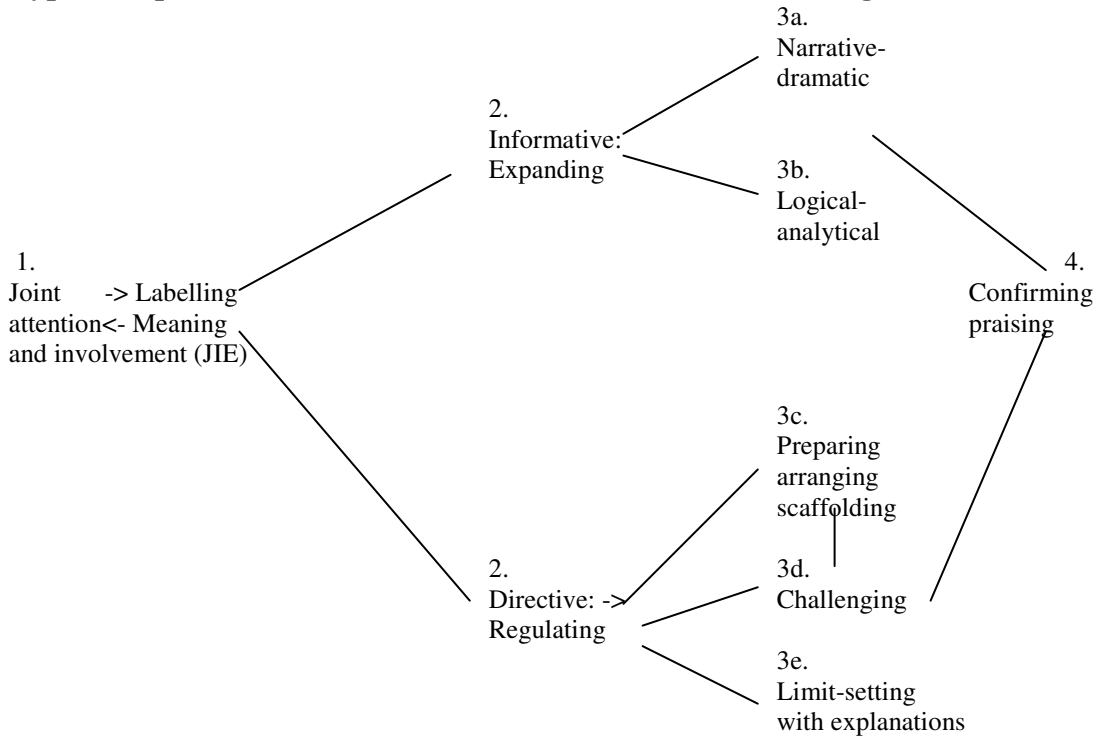 3a.
Narrative-
dramatic
2.
Informative:
Expanding
3b.
Logical-
analytical
1.
Joint -> Labelling
attention<- Meaning
and involvement (JIE)
4.
Confirming
praising
3c.
Preparing
arranging
scaffolding
2.
Directive: ->
Regulating
3d.
Challenging
3e.
Limit-setting
with explanations